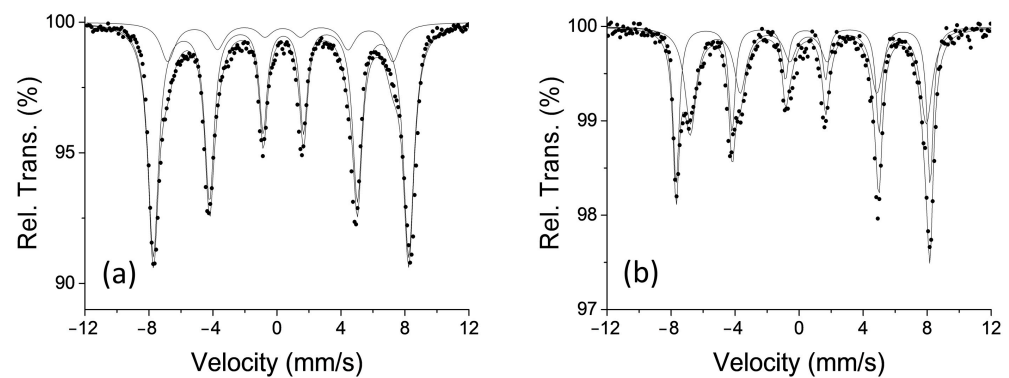 100
95
90
Rel. Trans. (%)
(a)
−12 −8 −4 0 4 8 12
Velocity (mm/s)
100
99
98
97
Rel. Trans. (%)
(b)
−12 −8 −4 0 4 8 12
Velocity (mm/s)